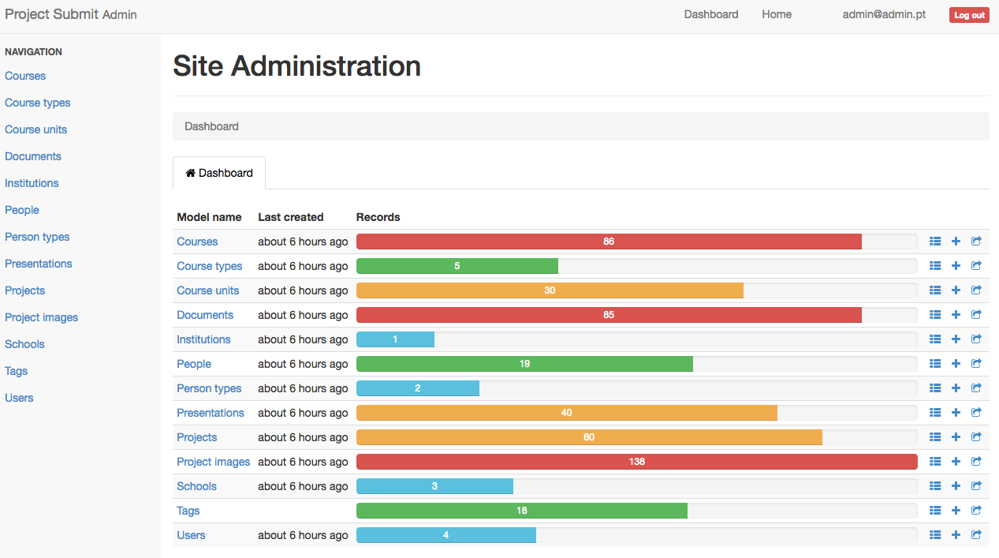 Project Submit Admin Dashboard Home admin@admin.pt Log out
NAVIGATION
Courses
Course types
Course units
Documents
Institutions
People
Person types
Presentations
Projects
Project images
Schools
Tags
Users
Site Administration
Dashboard
Dashboard
Model name Last created Records
Courses about 6 hours ago 86
Course types about 6 hours ago 5
Course units about 6 hours ago 30
Documents about 6 hours ago 85
Institutions about 6 hours ago 1
People about 6 hours ago 19
Person types about 6 hours ago 2
Presentations about 6 hours ago 40
Projects about 6 hours ago 60
Project images about 6 hours ago 138
Schools about 6 hours ago 3
Tags 18
Users about 6 hours ago 4